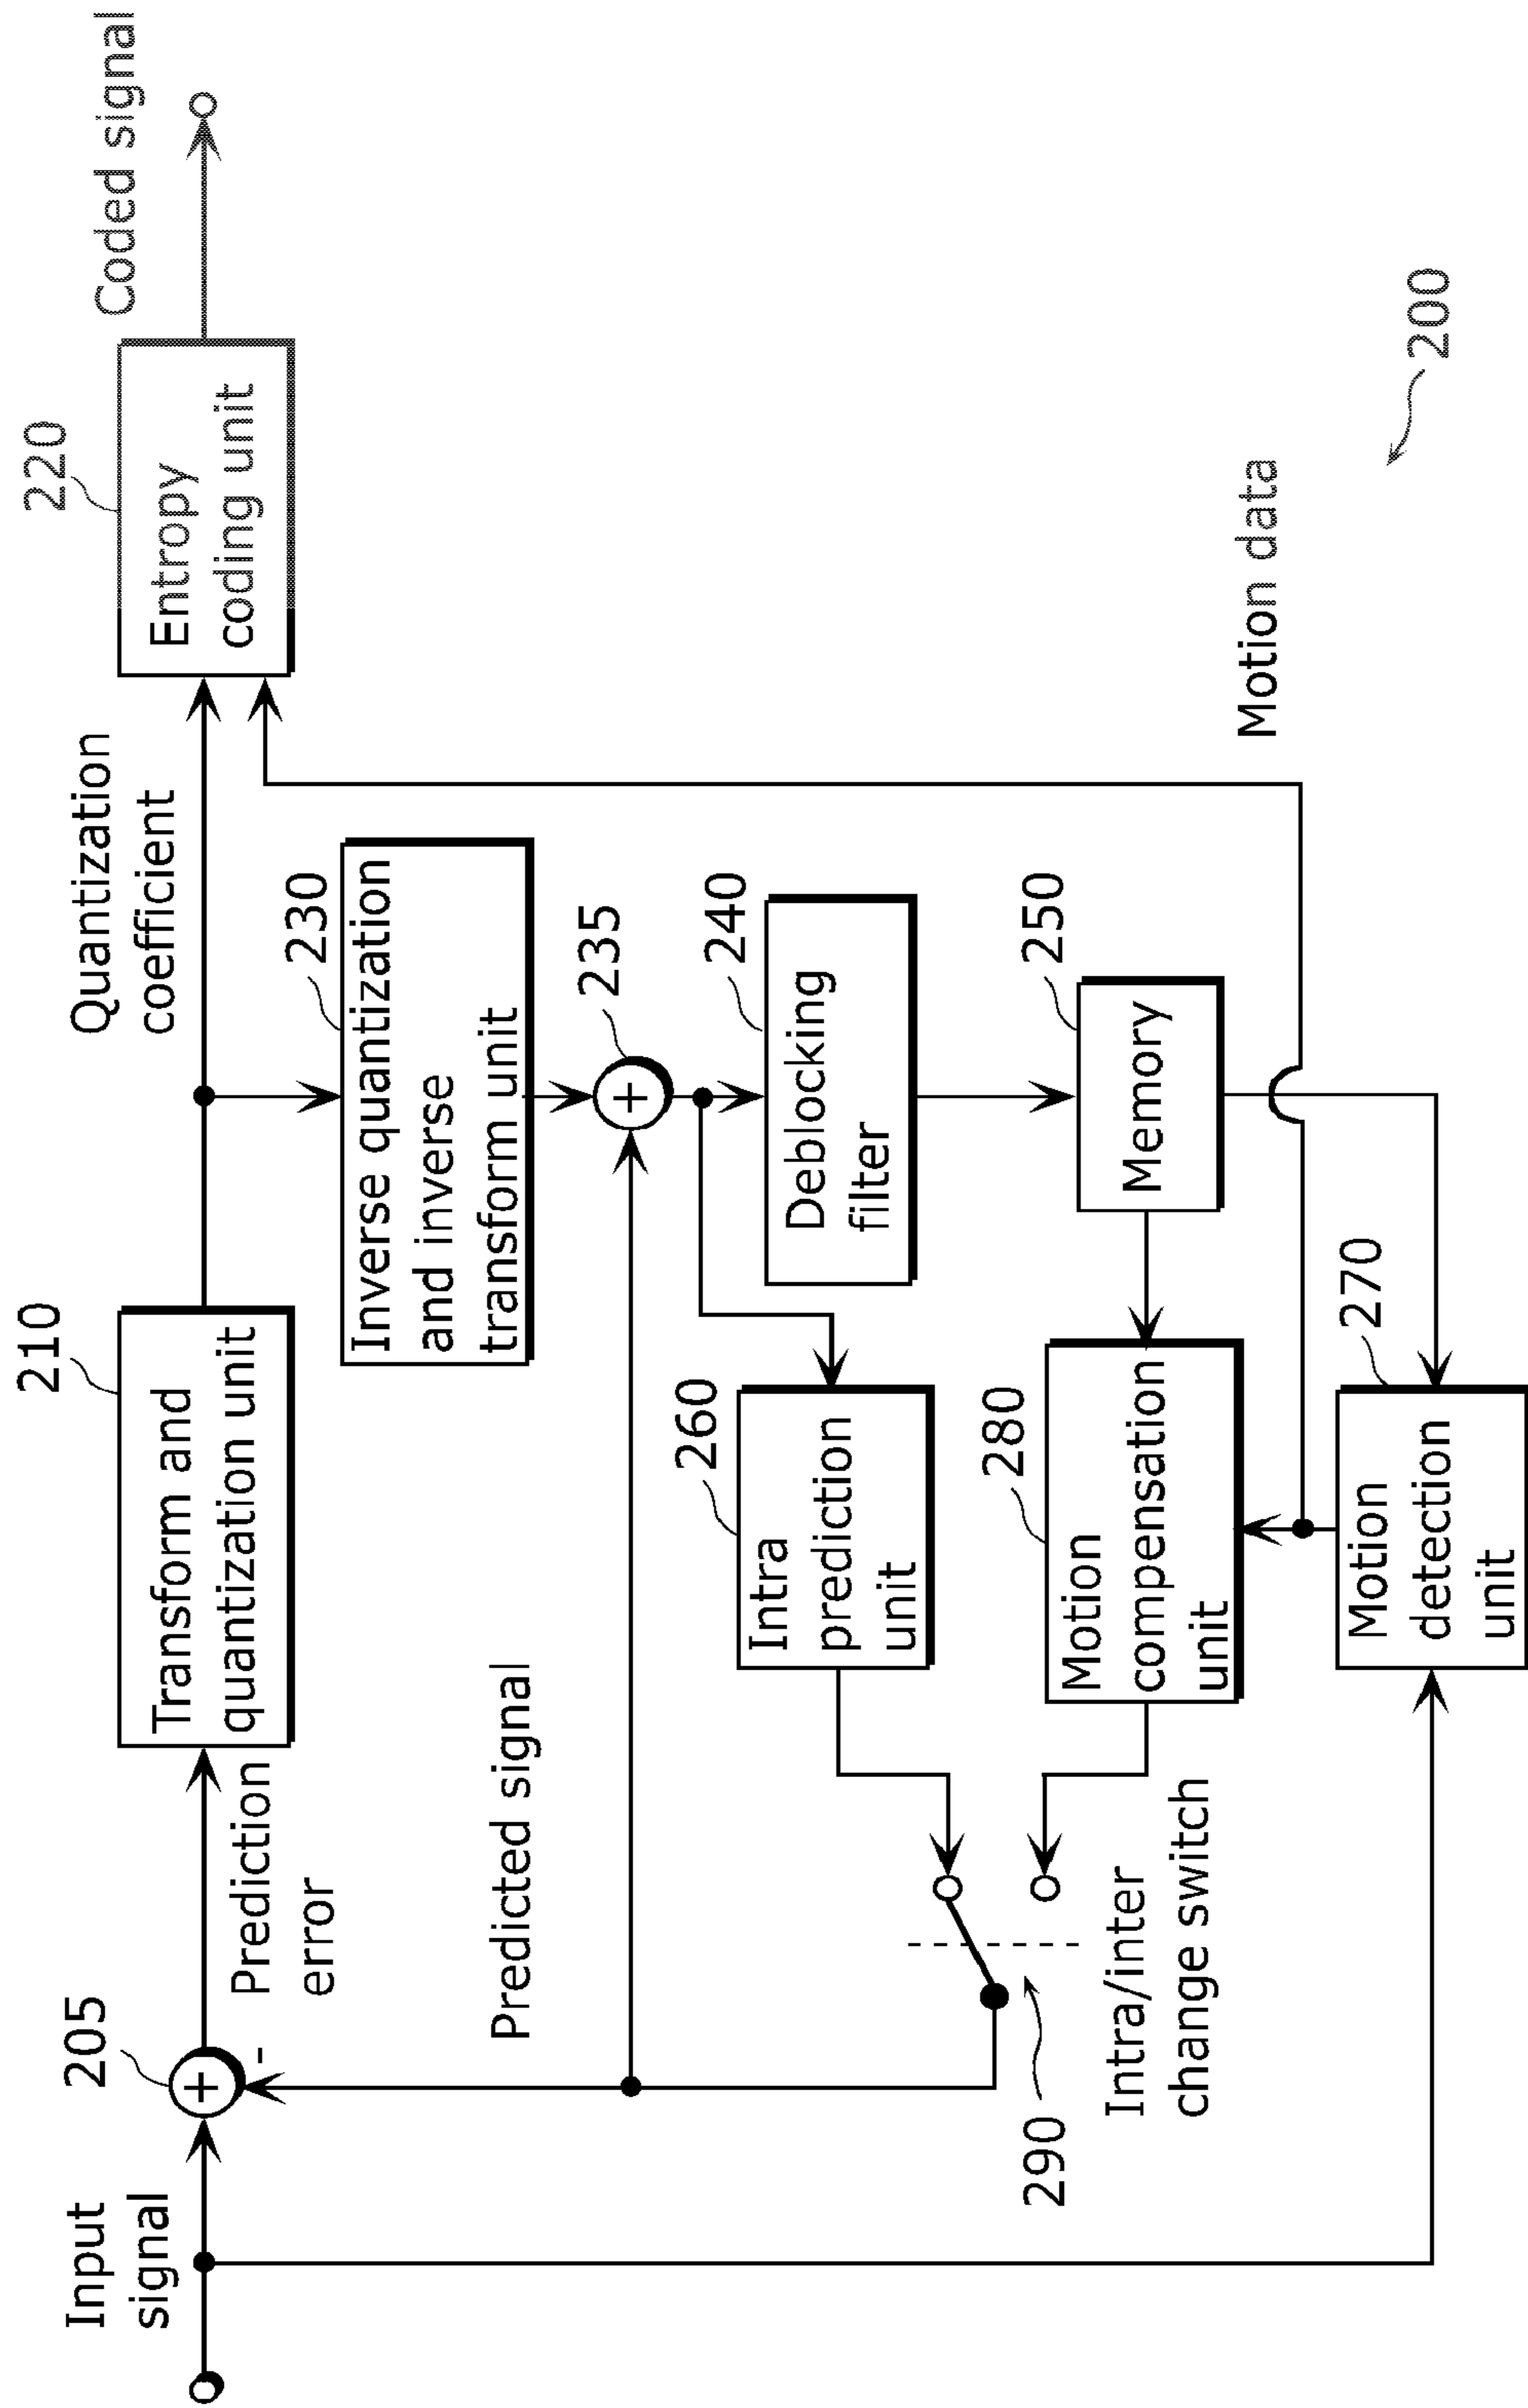 Input
signal
205
-
+
Prediction
error
210
Transform and
quantization unit
Quantization
coefficient
220
Entropy
coding unit
Coded signal
230
Inverse quantization
and inverse
transform unit
235
+
Predicted signal
240
Deblocking
filter
250
Memory
260
Intra
prediction
unit
280
Motion
compensation
unit
270
Motion
detection
unit
290
Intra/inter
change switch
Motion data
200